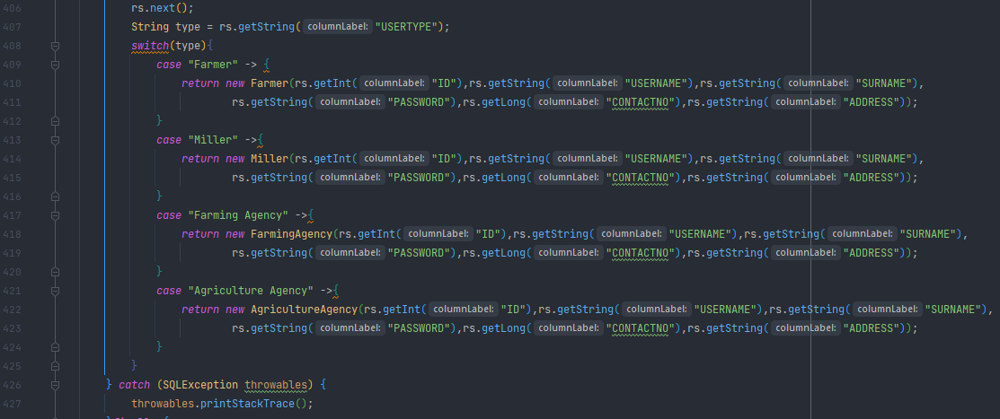 406 rs.next();
407 String type = rs.getString( columnLabel: "USERTYPE");
408 switch(type){
409 case "Farmer" -> {
410 return new Farmer(rs.getInt( columnLabel: "ID"),rs.getString( columnLabel: "USERNAME"),rs.getString( columnLabel: "SURNAME"),
411 rs.getString( columnLabel: "PASSWORD"),rs.getLong( columnLabel: "CONTACTNO"),rs.getString( columnLabel: "ADDRESS"));
412 }
413 case "Miller" ->{
414 return new Miller(rs.getInt( columnLabel: "ID"),rs.getString( columnLabel: "USERNAME"),rs.getString( columnLabel: "SURNAME"),
415 rs.getString( columnLabel: "PASSWORD"),rs.getLong( columnLabel: "CONTACTNO"),rs.getString( columnLabel: "ADDRESS"));
416 }
417 case "Farming Agency" ->{
418 return new FarmingAgency(rs.getInt( columnLabel: "ID"),rs.getString( columnLabel: "USERNAME"),rs.getString( columnLabel: "SURNAME"),
419 rs.getString( columnLabel: "PASSWORD"),rs.getLong( columnLabel: "CONTACTNO"),rs.getString( columnLabel: "ADDRESS"));
420 }
421 case "Agriculture Agency" ->{
422 return new AgricultureAgency(rs.getInt( columnLabel: "ID"),rs.getString( columnLabel: "USERNAME"),rs.getString( columnLabel: "SURNAME"),
423 rs.getString( columnLabel: "PASSWORD"),rs.getLong( columnLabel: "CONTACTNO"),rs.getString( columnLabel: "ADDRESS"));
424 }
425 }
426 } catch (SQLException throwables) {
427 throwables.printStackTrace();